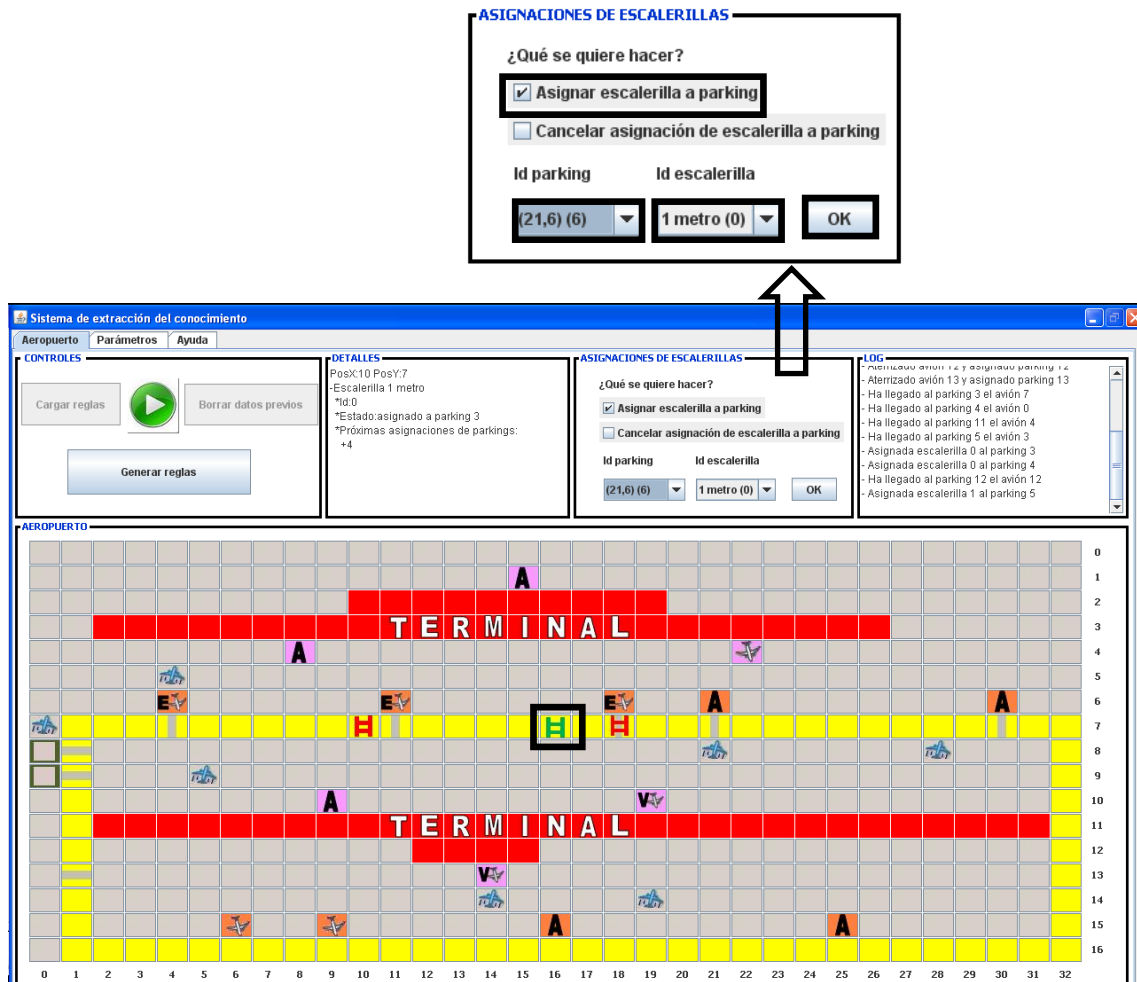 ASIGNACIONES DE ESCALERILLAS
¿Qué se quiere hacer?
Asignar escalerilla a parking
Cancelar asignación de escalerilla a parking
Id parking Id escalerilla
(21,6) (6) 1 metro (0) OK
Sistema de extracción del conocimiento
Aeropuerto Parámetros Ayuda
CONTROLES
Cargar reglas Borrar datos previos
Generar reglas
DETALLES
PosX:10 PosY:7
-Escalerilla 1 metro
*Id:0
*Estado:asignado a parking 3
*Próximas asignaciones de parkings:
+4
ASIGNACIONES DE ESCALERILLAS
¿Qué se quiere hacer?
Asignar escalerilla a parking
Cancelar asignación de escalerilla a parking
Id parking Id escalerilla
(21,6) (6) 1 metro (0) OK
LOG
- Aterrizado avión 12 y asignado parking 12
- Aterrizado avión 13 y asignado parking 13
- Ha llegado al parking 3 el avión 7
- Ha llegado al parking 4 el avión 0
- Ha llegado al parking 11 el avión 4
- Ha llegado al parking 5 el avión 3
- Asignada escalerilla 0 al parking 3
- Asignada escalerilla 0 al parking 4
- Ha llegado al parking 12 el avión 12
- Asignada escalerilla 1 al parking 5
AEROPUERTO
0
A 1
2
TERMINAL 3
A 4
5
E E E A A 6
7
8
9
A V 10
TERMINAL 11
12
V 13
14
A A 15
16
0 1 2 3 4 5 6 7 8 9 10 11 12 13 14 15 16 17 18 19 20 21 22 23 24 25 26 27 28 29 30 31 32